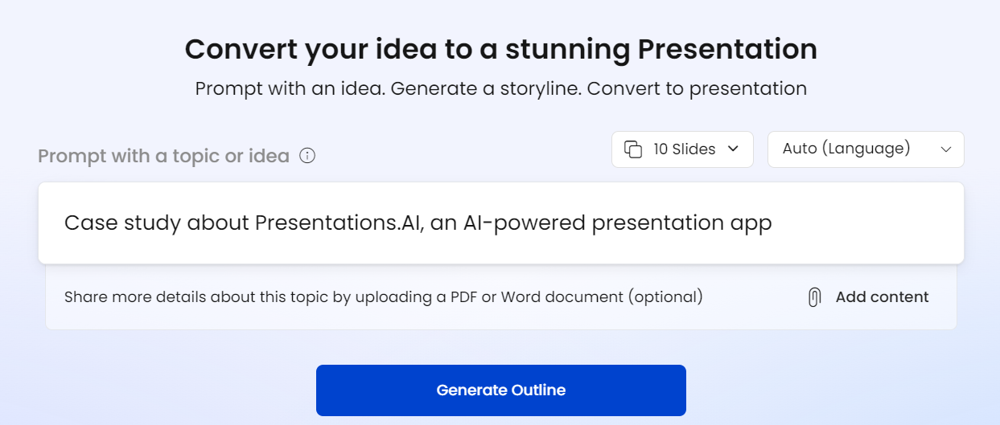 Convert your idea to a stunning Presentation
Prompt with an idea. Generate a storyline. Convert to presentation
Prompt with a topic or idea
10 Slides
Auto (Language)
Case study about Presentations.AI, an AI-powered presentation app
Share more details about this topic by uploading a PDF or Word document (optional)
Add content
Generate Outline